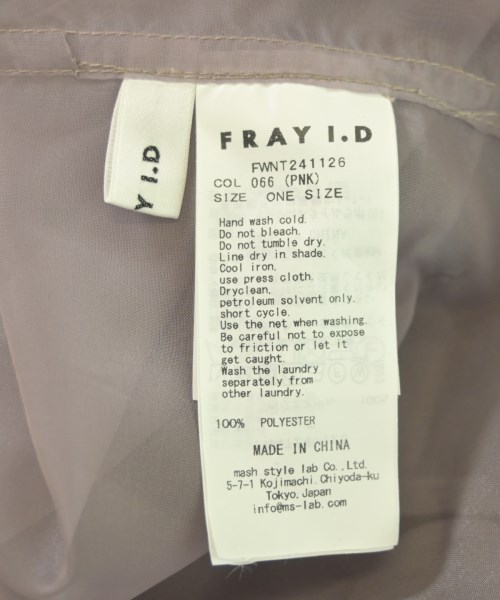 FRAY I.D
FWNT241126
COL 066 (PNK)
SIZE ONE SIZE
Hand wash cold.
Do not bleach.
Do not tumble dry.
Line dry in shade.
Cool iron,
use press cloth.
Dryclean,
petroleum solvent only.
short cycle.
Use the net when washing.
Be careful not to expose
to friction or let it
get caught.
Wash the laundry
separately from
other laundry.
100% POLYESTER
MADE IN CHINA
mash style lab Co.,Ltd.
5-7-1 Kojimachi,Chiyoda-ku
Tokyo,Japan
info@ms-lab.com
Y I.D